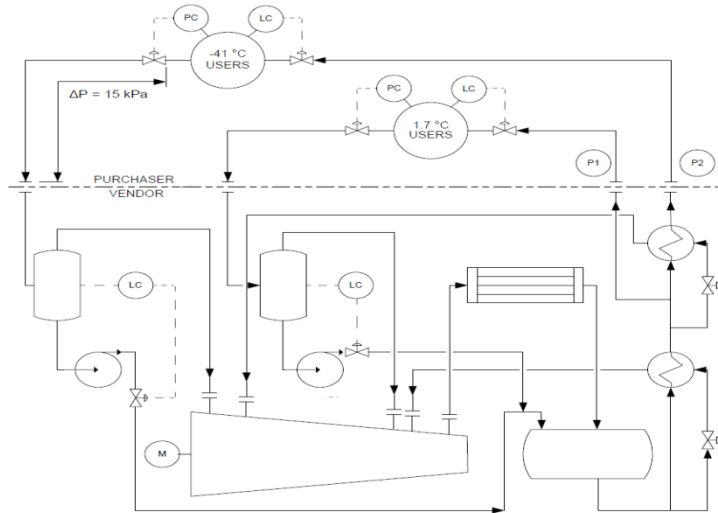 PC
LC
-41 °C
USERS
ΔP = 15 kPa
PC
LC
1.7 °C
USERS
P1
P2
PURCHASER
VENDOR
LC
LC
M